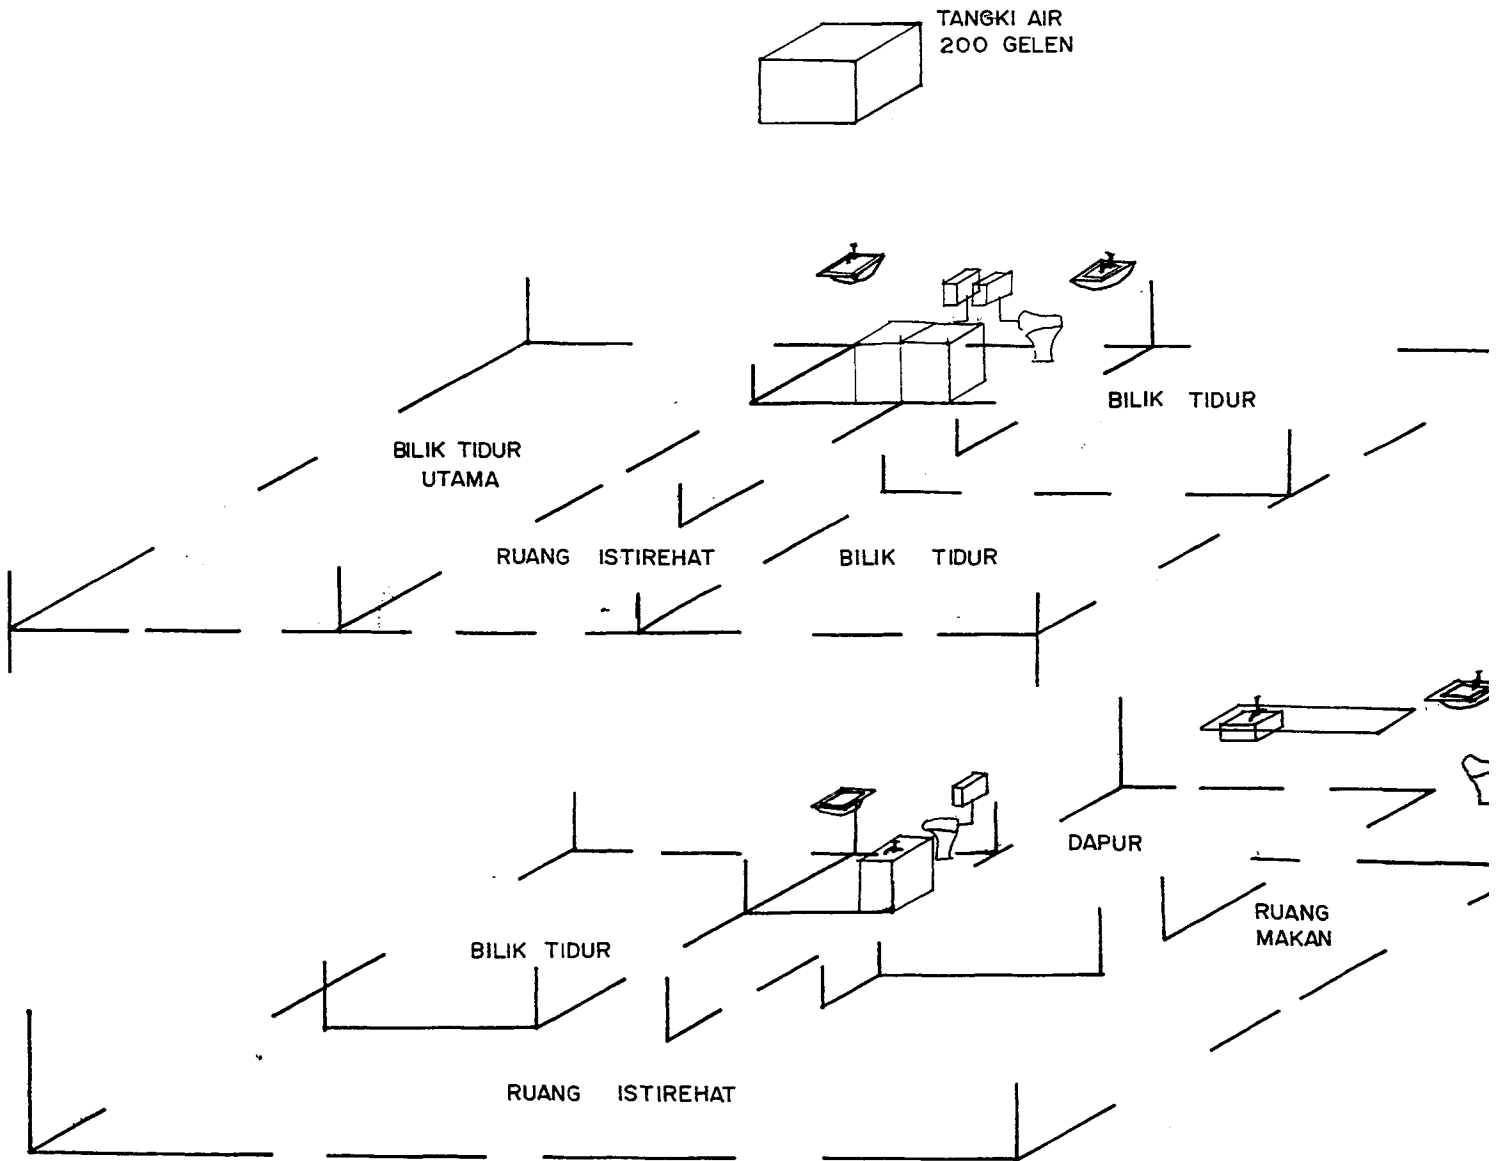 TANGKI AIR
200 GELEN
BILIK TIDUR
BILIK TIDUR
UTAMA
RUANG ISTIREHAT
BILIK TIDUR
DAPUR
RUANG
MAKAN
BILIK TIDUR
RUANG ISTIREHAT